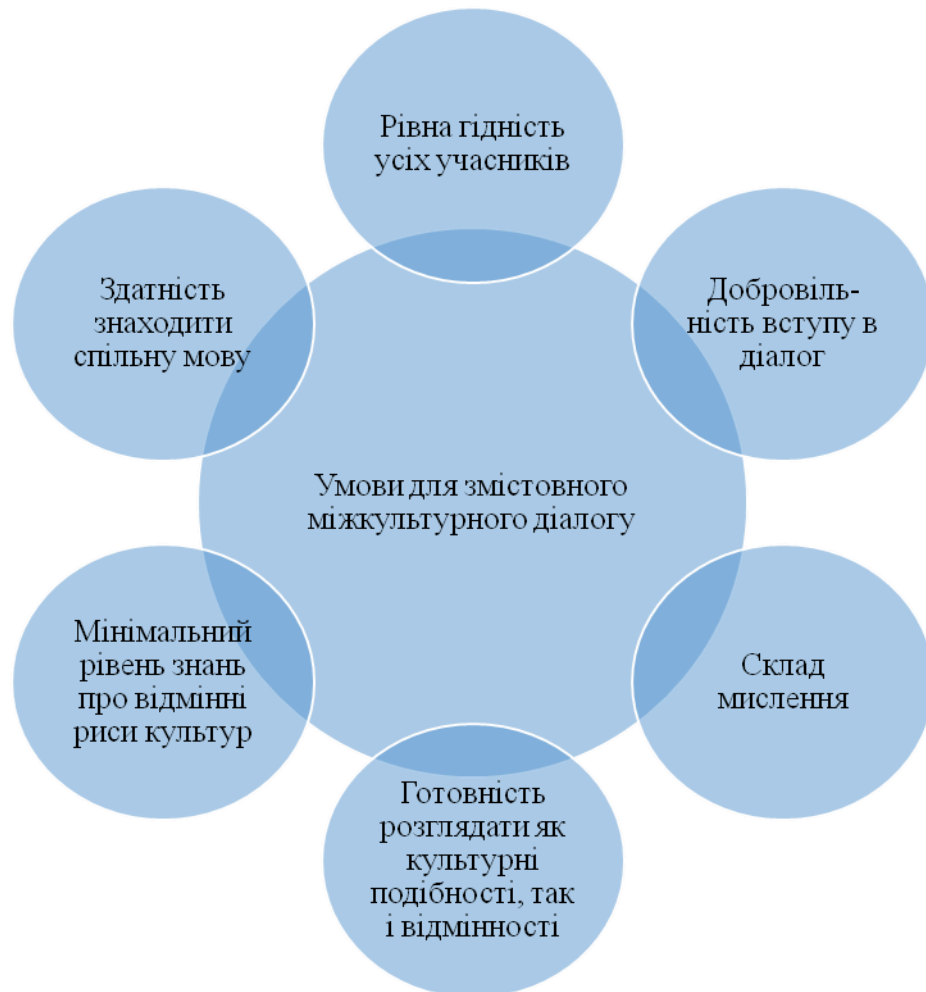 Рівна гідність
усіх учасників
Добровіль-
ність вступу в
діалог
Склад
мислення
Готовність
розглядати як
культурні
подібності, так
і відмінності
Мінімальний
рівень знань
про відмінні
риси культур
Здатність
знаходити
спільну мову
Умови для змістовного
міжкультурного діалогу